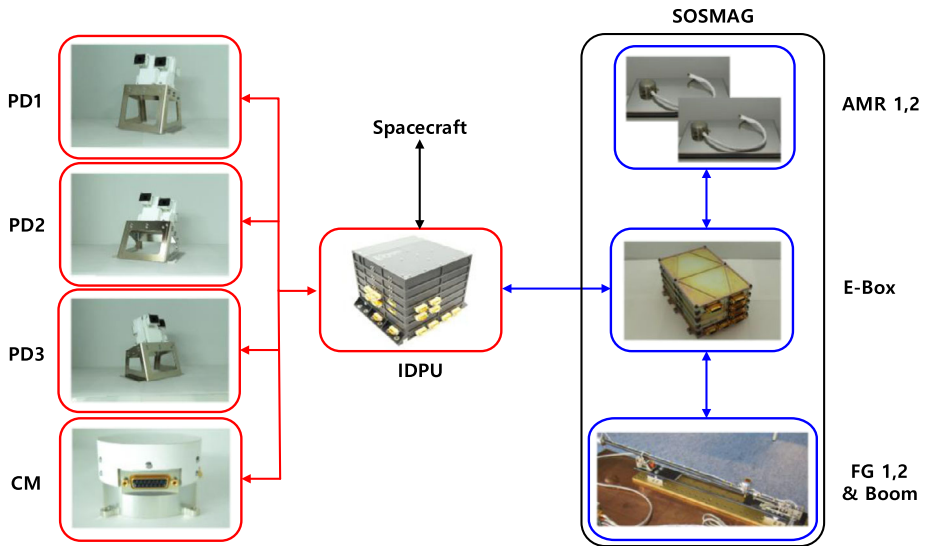 SOSMAG
PD1
PD2
PD3
CM
Spacecraft
IDPU
AMR 1,2
E-Box
FG 1,2
& Boom